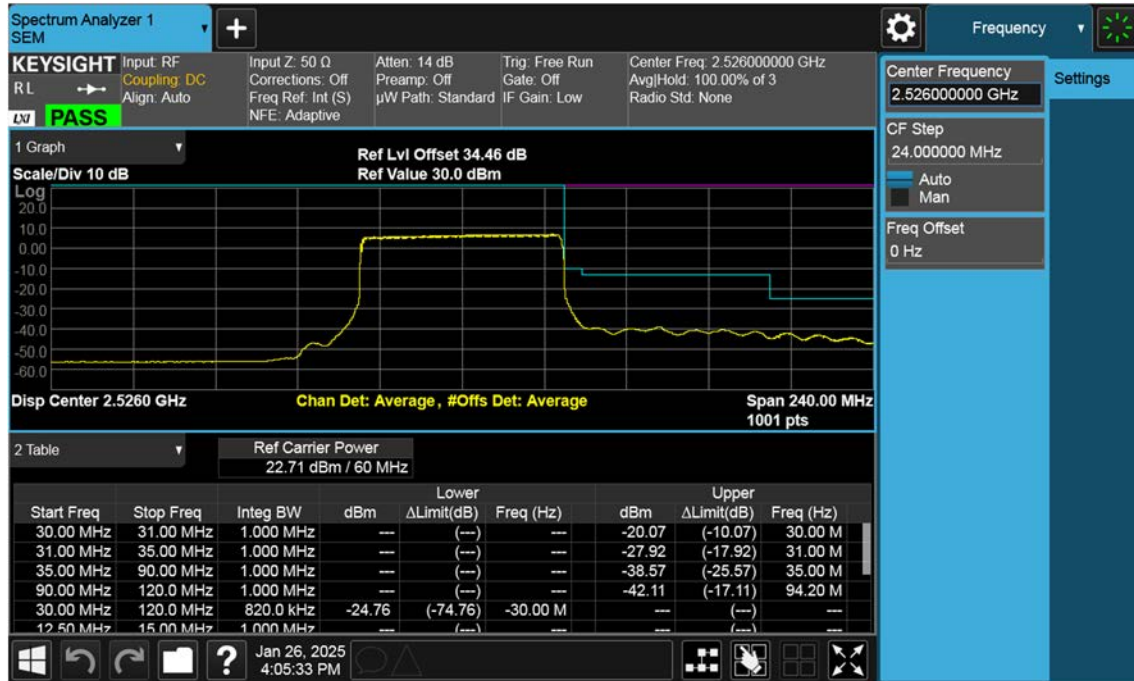 Spectrum Analyzer 1
SEM
Frequency
KEYSIGHT
R L
LXI
PASS
Input: RF
Coupling: DC
Align: Auto
Input Z: 50 Ω
Corrections: Off
Freq Ref: Int (S)
NFE: Adaptive
Atten: 14 dB
Preamp: Off
µW Path: Standard
Trig: Free Run
Gate: Off
IF Gain: Low
Center Freq: 2.526000000 GHz
Avg|Hold: 100.00% of 3
Radio Std: None
Center Frequency
2.526000000 GHz
Settings
CF Step
24.000000 MHz
Auto
Man
Freq Offset
0 Hz
1 Graph
Scale/Div 10 dB
Ref Lvl Offset 34.46 dB
Ref Value 30.0 dBm
Log
20.0
10.0
0.00
-10.0
-20.0
-30.0
-40.0
-50.0
-60.0
Disp Center 2.5260 GHz
Chan Det: Average, #Offs Det: Average
Span 240.00 MHz
1001 pts
2 Table
Ref Carrier Power
22.71 dBm / 60 MHz
Lower Upper
Start Freq Stop Freq Integ BW dBm ΔLimit(dB) Freq (Hz) dBm ΔLimit(dB) Freq (Hz)
30.00 MHz 31.00 MHz 1.000 MHz --- (---) --- -20.07 (-10.07) 30.00 M
31.00 MHz 35.00 MHz 1.000 MHz --- (---) --- -27.92 (-17.92) 31.00 M
35.00 MHz 90.00 MHz 1.000 MHz --- (---) --- -38.57 (-25.57) 35.00 M
90.00 MHz 120.0 MHz 1.000 MHz --- (---) --- -42.11 (-17.11) 94.20 M
30.00 MHz 120.0 MHz 820.0 kHz -24.76 (-74.76) -30.00 M --- (---) ---
12.50 MHz 15.00 MHz 1.000 MHz --- (---) --- --- (---) ---
?
Jan 26, 2025
4:05:33 PM